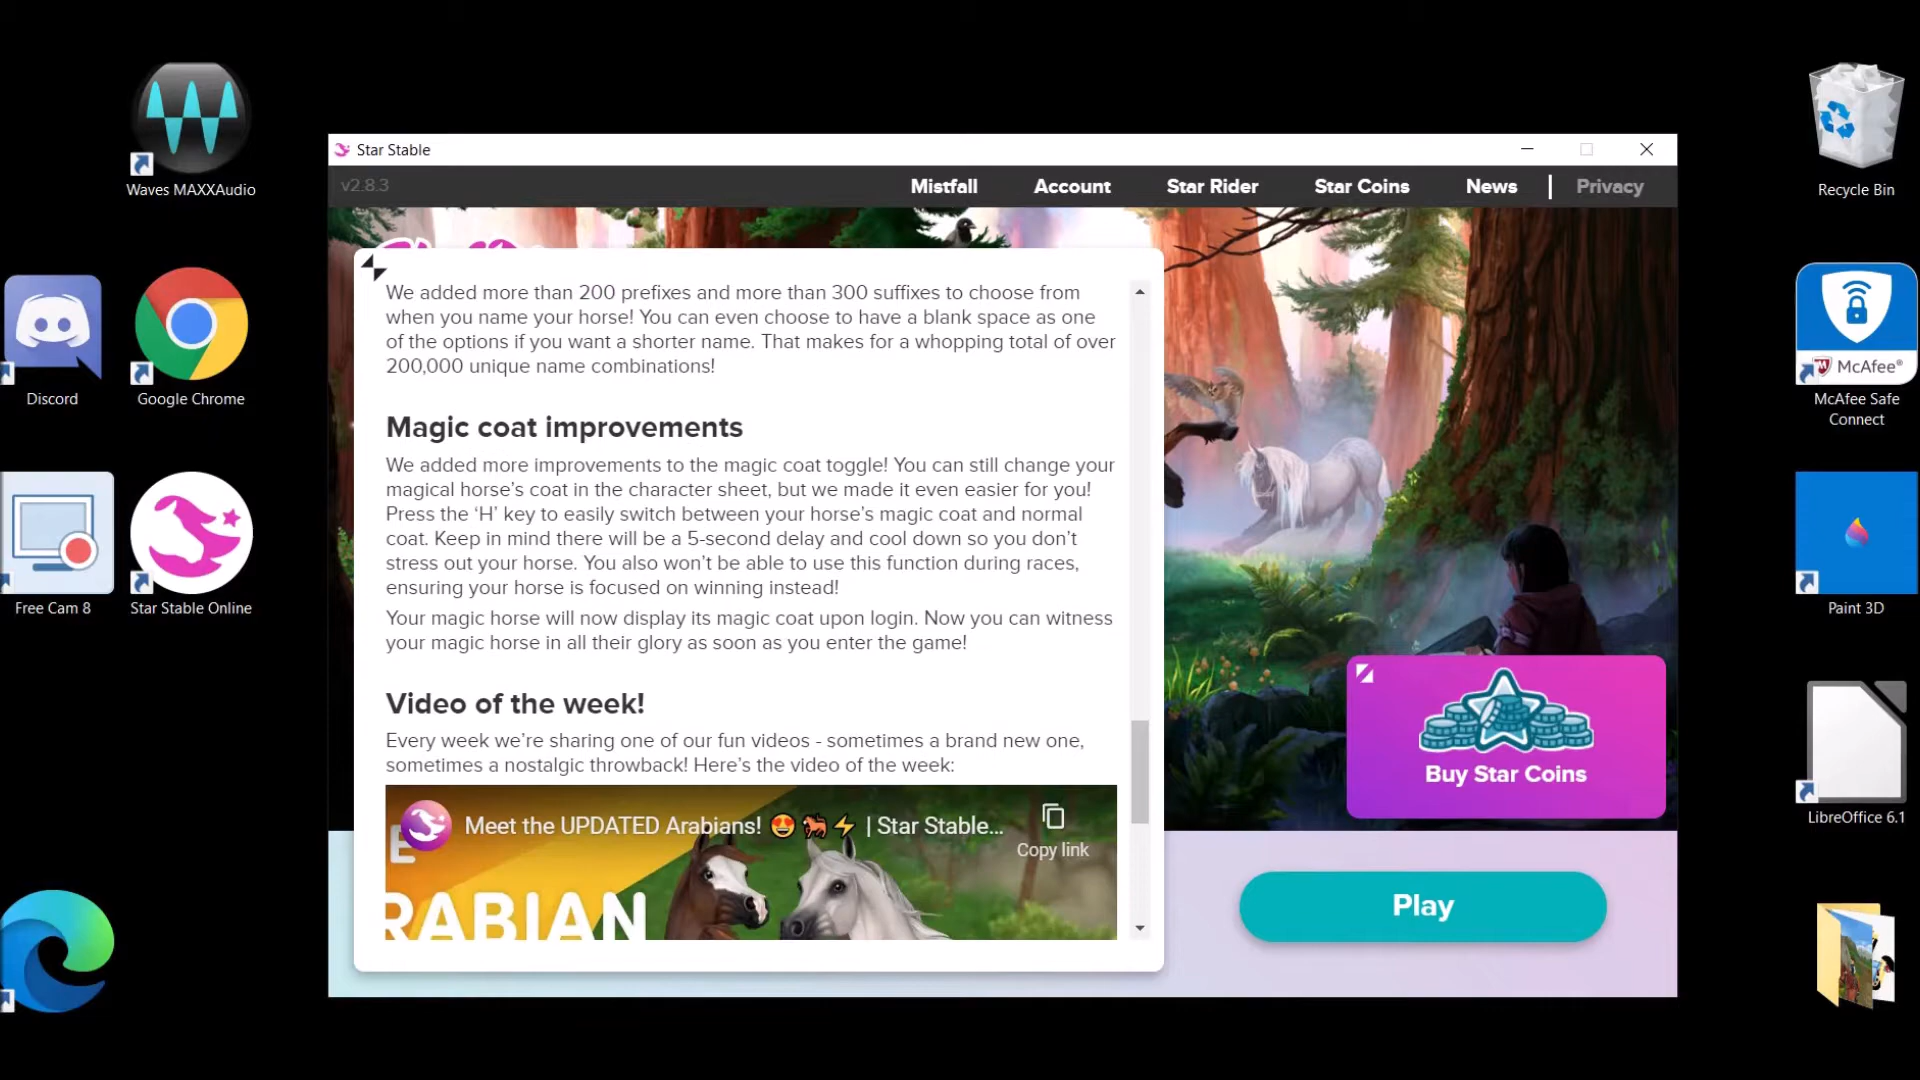 Waves MAXXAudio
Discord
Google Chrome
Free Cam 8
Star Stable Online
Star Stable
v2.8.3
Mistfall
Account
Star Rider
Star Coins
News
Privacy
We added more than 200 prefixes and more than 300 suffixes to choose from
when you name your horse! You can even choose to have a blank space as one
of the options if you want a shorter name. That makes for a whopping total of over
200,000 unique name combinations!
Magic coat improvements
We added more improvements to the magic coat toggle! You can still change your
magical horse’s coat in the character sheet, but we made it even easier for you!
Press the ‘H’ key to easily switch between your horse’s magic coat and normal
coat. Keep in mind there will be a 5-second delay and cool down so you don’t
stress out your horse. You also won’t be able to use this function during races,
ensuring your horse is focused on winning instead!
Your magic horse will now display its magic coat upon login. Now you can witness
your magic horse in all their glory as soon as you enter the game!
Video of the week!
Every week we’re sharing one of our fun videos - sometimes a brand new one,
sometimes a nostalgic throwback! Here’s the video of the week:
Meet the UPDATED Arabians! 😍🐎⚡ | Star Stable...
Copy link
RABIAN
Buy Star Coins
Play
Recycle Bin
McAfee®
McAfee Safe
Connect
Paint 3D
LibreOffice 6.1